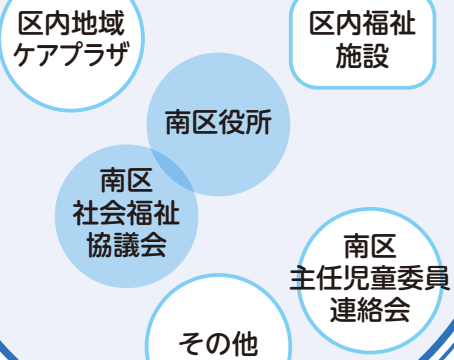 区内地域
ケアプラザ
区内福祉
施設
南区役所
南区
社会福祉
協議会
南区
主任児童委員
連絡会
その他